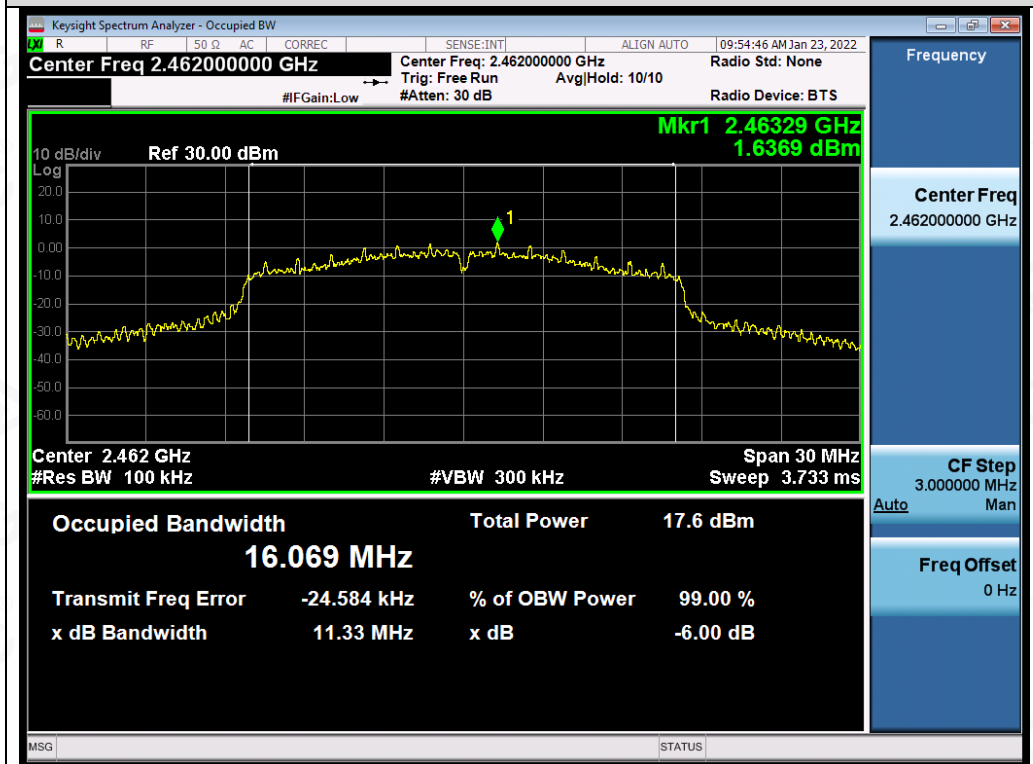 Keysight Spectrum Analyzer - Occupied BW
LXI R RF 50 Ω AC CORREC SENSE:INT ALIGN AUTO 09:54:46 AM Jan 23, 2022
Center Freq 2.462000000 GHz
Center Freq: 2.462000000 GHz
Radio Std: None
Trig: Free Run Avg|Hold: 10/10
#IFGain:Low
#Atten: 30 dB
Radio Device: BTS
Mkr1 2.46329 GHz
1.6369 dBm
10 dB/div Ref 30.00 dBm
Log
20.0
10.0
0.00
-10.0
-20.0
-30.0
-40.0
-50.0
-60.0
1
Center 2.462 GHz Span 30 MHz
#Res BW 100 kHz #VBW 300 kHz Sweep 3.733 ms
Occupied Bandwidth Total Power 17.6 dBm
16.069 MHz
Transmit Freq Error -24.584 kHz % of OBW Power 99.00 %
x dB Bandwidth 11.33 MHz x dB -6.00 dB
Frequency
Center Freq
2.462000000 GHz
CF Step
3.000000 MHz
Auto Man
Freq Offset
0 Hz
MSG STATUS